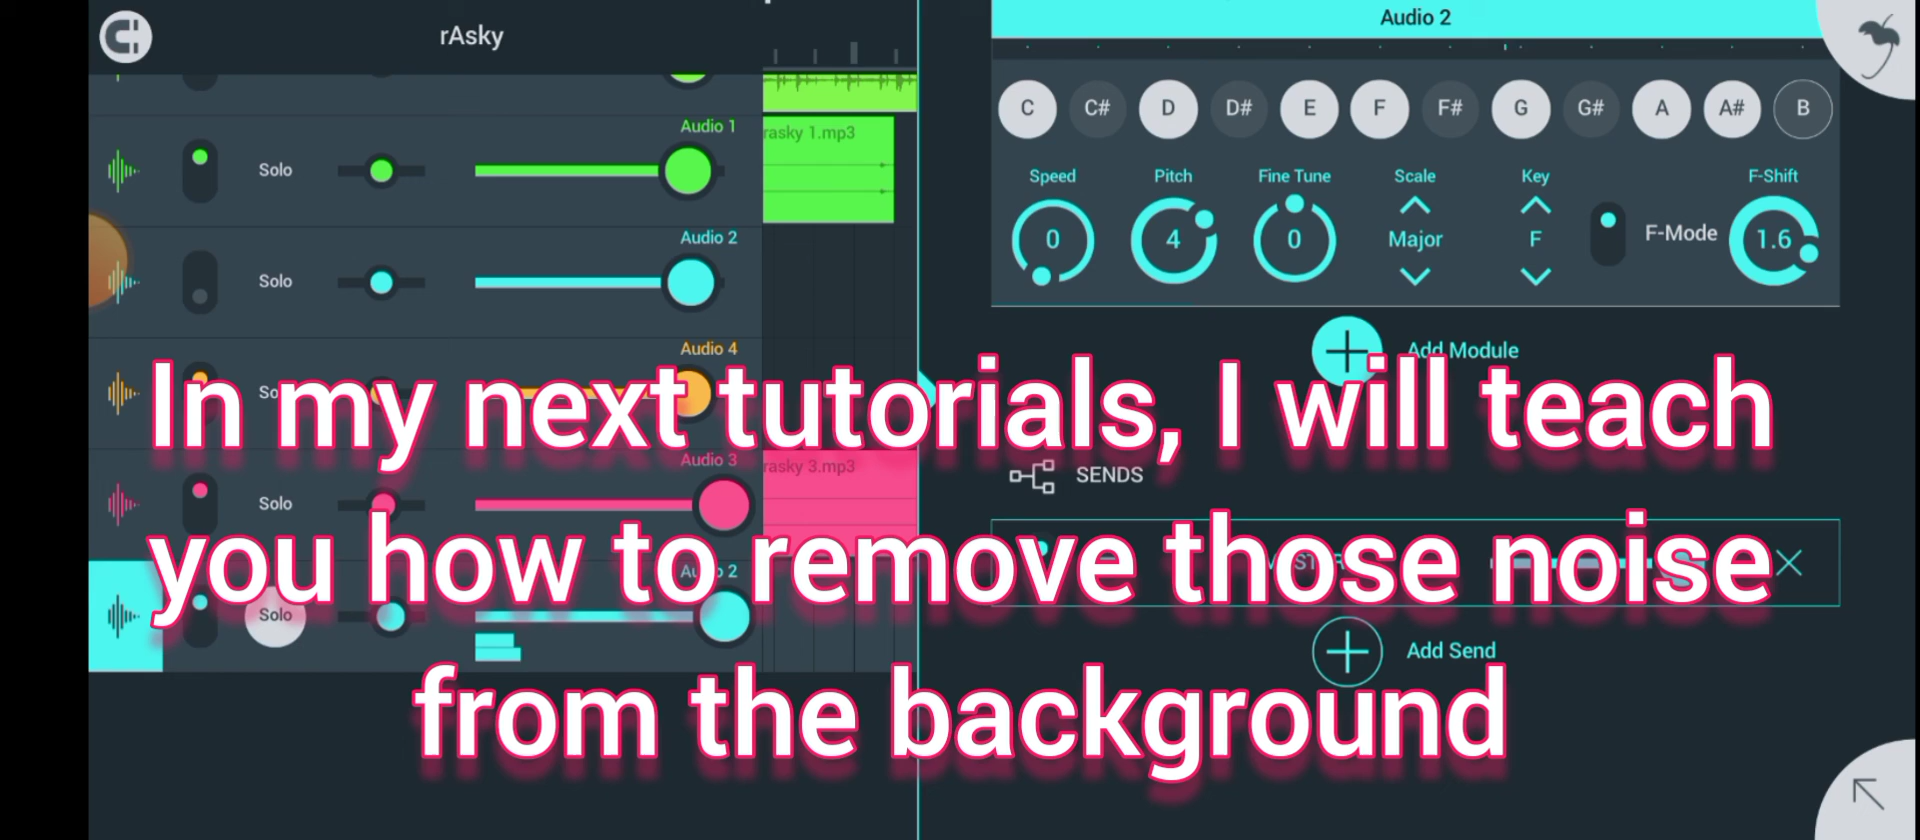 rAsky
Audio 2
C C# D D# E F F# G G# A A# B
Audio 1
rasky 1.mp3
Solo
Speed Pitch Fine Tune Scale Key F-Shift
0 4 0 Major F F-Mode 1.6
Audio 2
Solo
Audio 4
Add Module
In my next tutorials, I will teach
Audio 3
rasky 3.mp3
SENDS
Solo
you how to remove those noise
Solo
Add Send
from the background